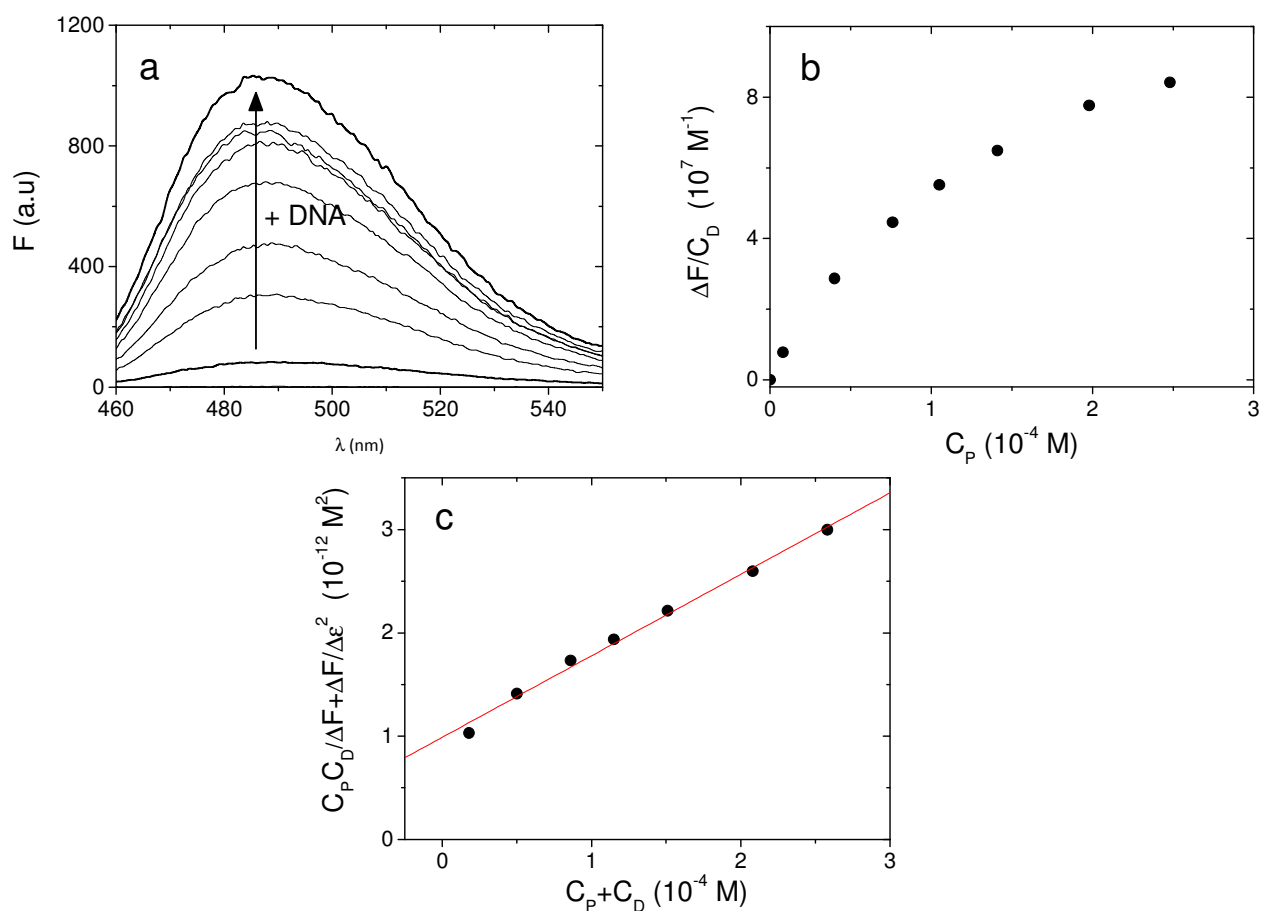 a
1200
800
400
0
F (a.u)
+ DNA
460 480 500 520 540
λ (nm)
b
8
4
0
ΔF/C_D (10^7 M^-1)
0 1 2 3
C_P (10^-4 M)
c
3
2
1
0
C_PC_D/ΔF+ΔF/Δε^2 (10^-12 M^2)
0 1 2 3
C_P+C_D (10^-4 M)